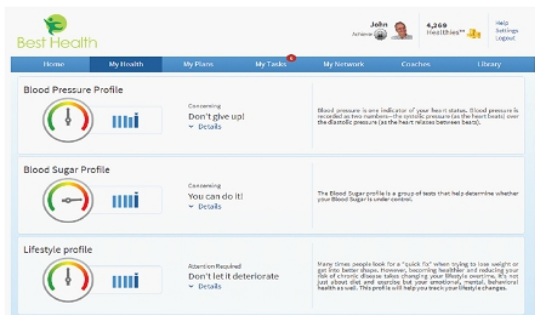 Best Health
John
Achiever
4,269
Healthies™
Help
Settings
Logout
Home My Health My Plans My Tasks 6 My Network Coaches Library
Blood Pressure Profile
Concerning
Don't give up!
Details
Blood pressure is one indicator of your heart status. Blood pressure is
recorded as two numbers—the systolic pressure (as the heart beats) over
the diastolic pressure (as the heart relaxes between beats).
Blood Sugar Profile
Concerning
You can do it!
Details
The Blood Sugar profile is a group of tests that help determine whether
your Blood Sugar is under control.
Lifestyle profile
Attention Required
Don't let it deteriorate
Details
Many times people look for a "quick fix" when trying to lose weight or
get into better shape. However, becoming healthier and reducing your
risk of chronic disease takes changing your lifestyle overtime. It's not
just about diet and exercise but your emotional, mental, behavioral
health as well. This profile will help you track your lifestyle changes.